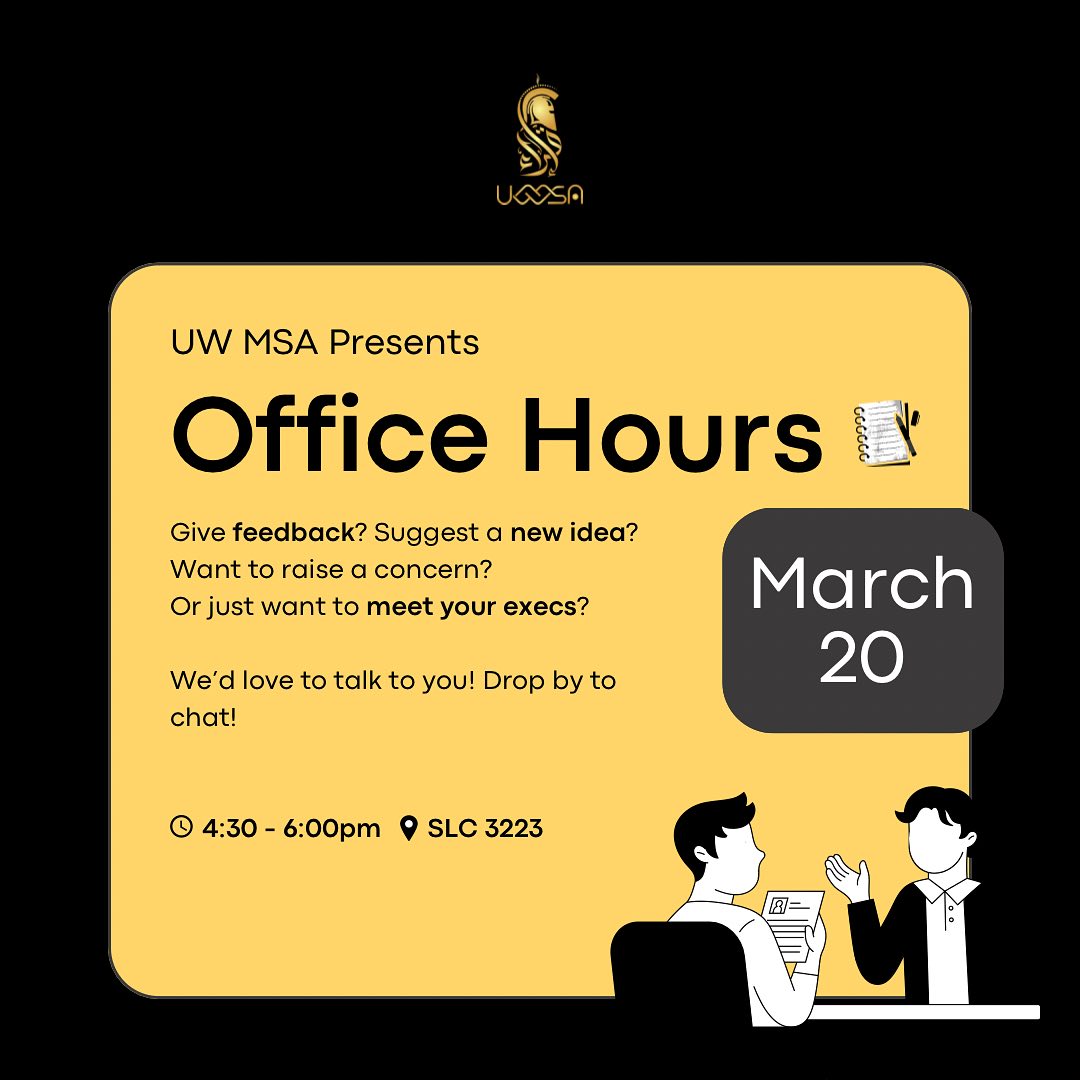 UWMSA
UW MSA Presents
Office Hours
Give feedback? Suggest a new idea?
Want to raise a concern?
Or just want to meet your execs?
We’d love to talk to you! Drop by to
chat!
March
20
4:30 - 6:00pm SLC 3223